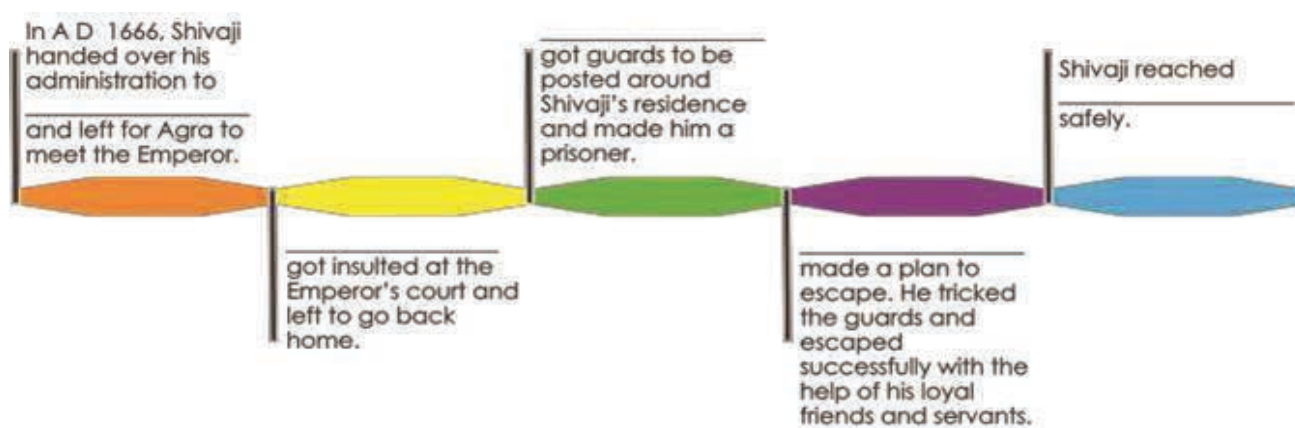 In A D 1666, Shivaji
handed over his
administration to
and left for Agra to
meet the Emperor.
got insulted at the
Emperor's court and
left to go back
home.
got guards to be
posted around
Shivaji's residence
and made him a
prisoner.
made a plan to
escape. He tricked
the guards and
escaped
successfully with the
help of his loyal
friends and servants.
Shivaji reached
safely.